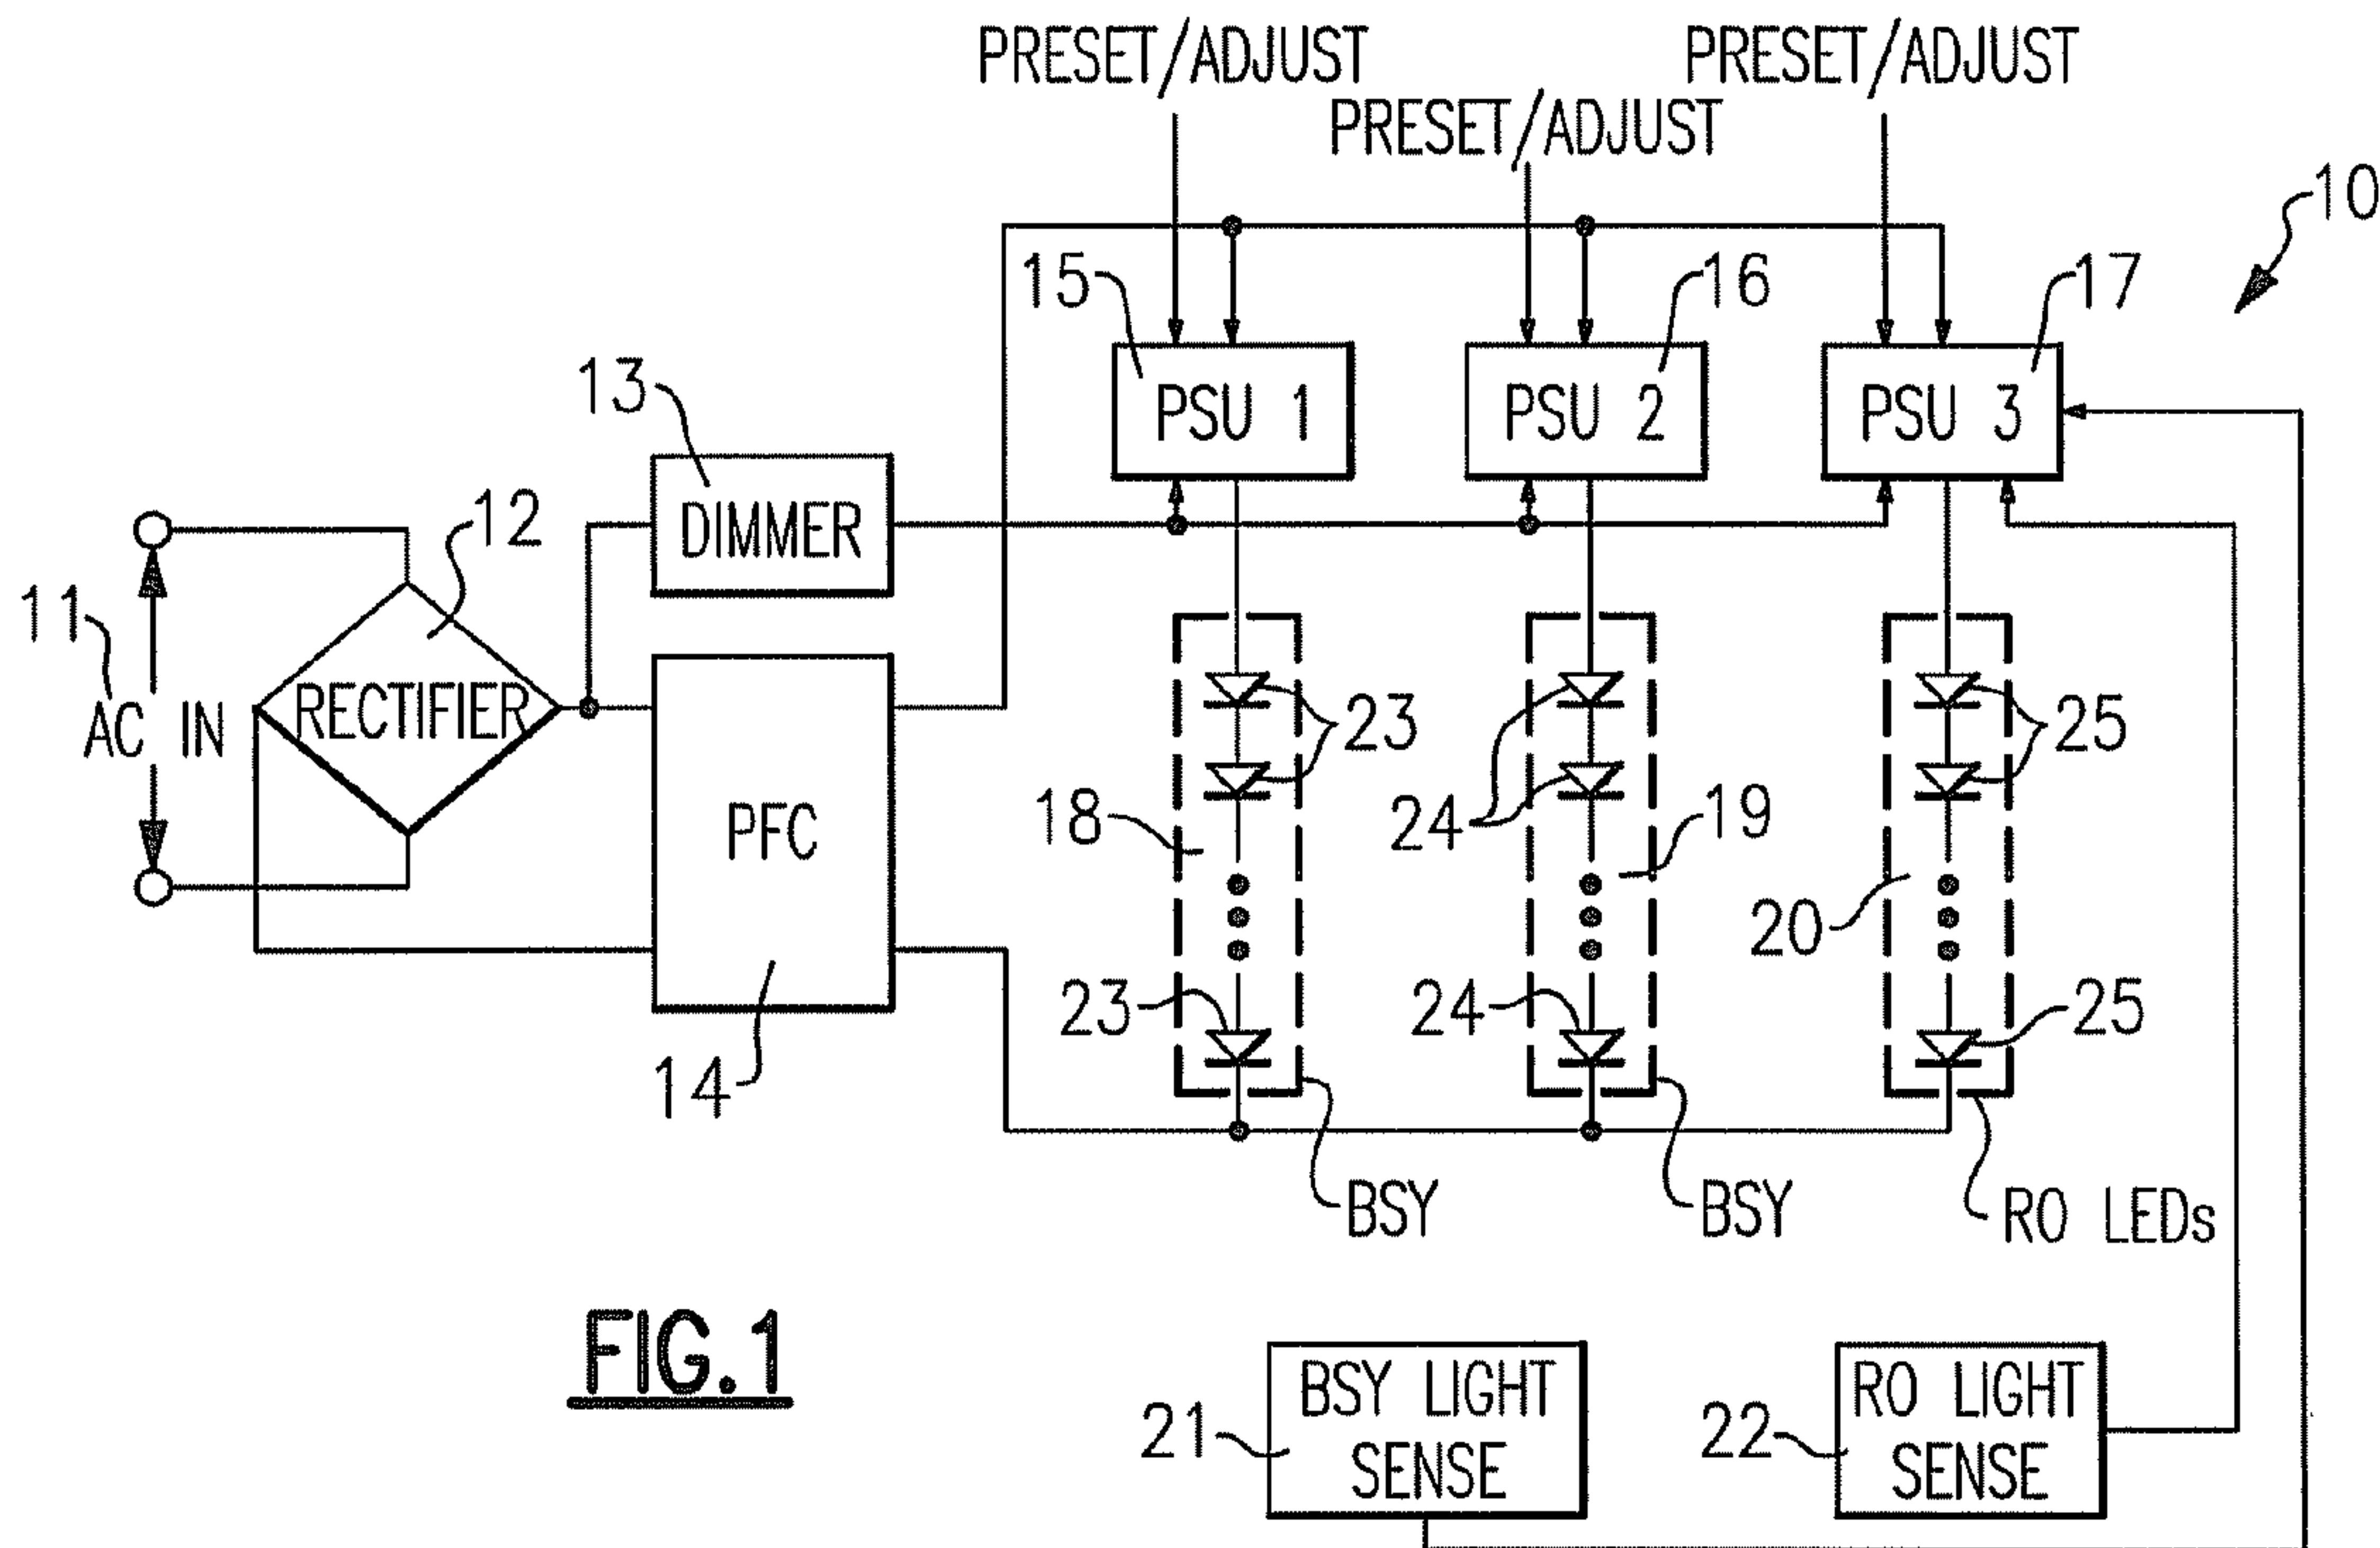 PRESET/ADJUST
PRESET/ADJUST
PRESET/ADJUST
10
15
16
17
13
PSU 1
PSU 2
PSU 3
12
DIMMER
11
AC IN
RECTIFIER
PFC
23
24
25
18
19
20
23
24
25
14
BSY
BSY
RO LEDs
FIG.1
21
BSY LIGHT
SENSE
22
RO LIGHT
SENSE